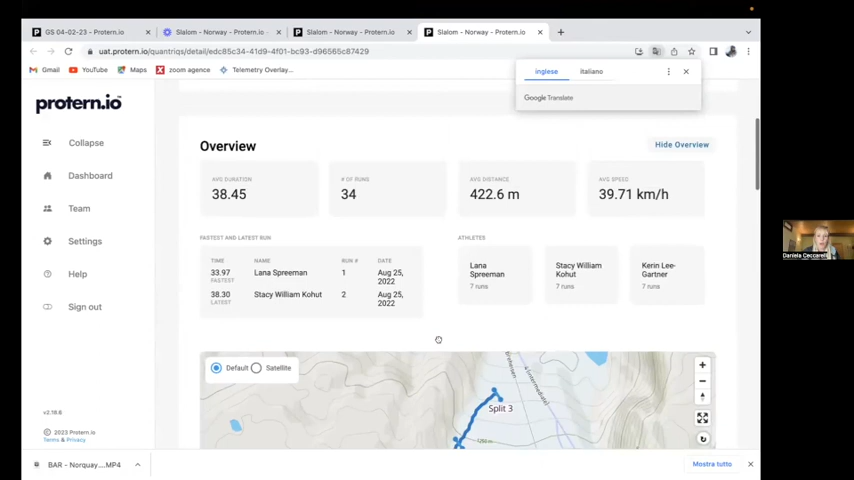 GS 04-02-23 - Protern.io
Slalom - Norway - Protern.io
Slalom - Norway - Protern.io
Slalom - Norway - Protern.io
uat.protern.io/quantriqs/detail/edc85c34-41d9-4f01-bc93-d96565c87429
Gmail
YouTube
Maps
zoom agenzia
Telemetry Overlay...
inglese
italiano
Google Translate
protern.io
Collapse
Dashboard
Team
Settings
Help
Sign out
v2.18.6
© 2023 Protern.io
Terms & Privacy
Overview
Hide Overview
AVG DURATION
38.45
# OF RUNS
34
AVG DISTANCE
422.6 m
AVG SPEED
39.71 km/h
FASTEST AND LATEST RUN
TIME NAME RUN # DATE
33.97 Lana Spreeman 1 Aug 25,
FASTEST 2022
38.30 Stacy William Kohut 2 Aug 25,
LATEST 2022
ATHLETES
Lana
Spreeman
7 runs
Stacy William
Kohut
7 runs
Kerin Lee-
Gartner
7 runs
Default
Satellite
Split 3
1250 m
(intermediate)
Daniela Ceccarelli
BAR - Norquay....MP4
Mostra tutto